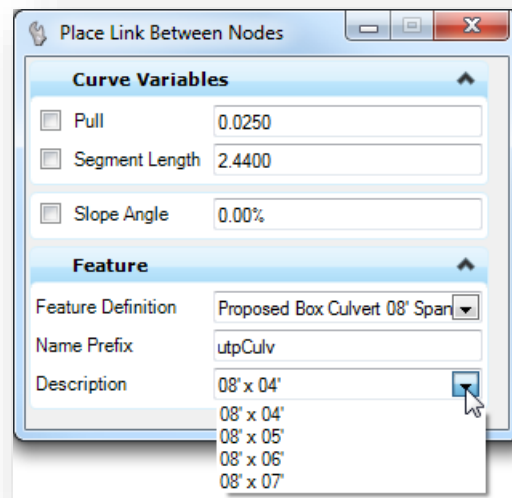 Place Link Between Nodes
Curve Variables
Pull 0.0250
Segment Length 2.4400
Slope Angle 0.00%
Feature
Feature Definition Proposed Box Culvert 08' Span
Name Prefix utpCulv
Description 08' x 04'
08' x 04'
08' x 05'
08' x 06'
08' x 07'